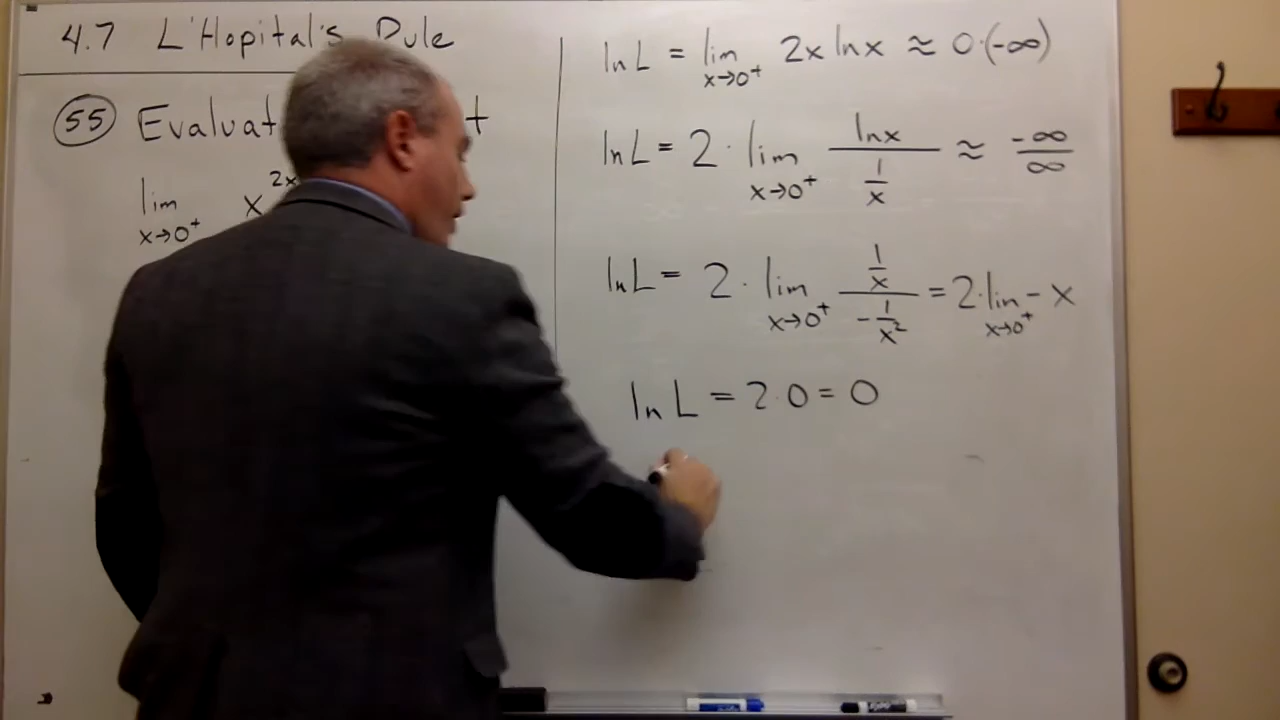 4.7 L'Hopital's Rule
55 Evaluat t
lim x→0⁺ x^2x
ln L = lim x→0⁺ 2x ln x ≈ 0·(-∞)
ln L = 2 · lim x→0⁺ ln x / (1/x) ≈ -∞/∞
ln L = 2 · lim x→0⁺ (1/x) / (-1/x²) = 2·lim x→0⁺ - x
ln L = 2·0 = 0